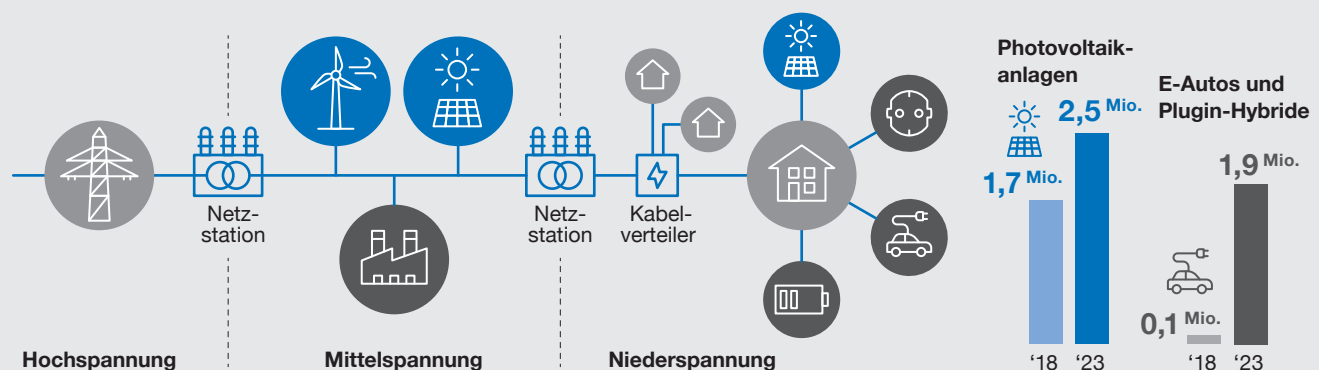 Netz-
station
Netz-
station
Kabel-
verteiler
Hochspannung
Mittelspannung
Niederspannung
Photovoltaik-
anlagen
1,7 Mio.
2,5 Mio.
‘18
‘23
E-Autos und
Plugin-Hybride
0,1 Mio.
1,9 Mio.
‘18
‘23